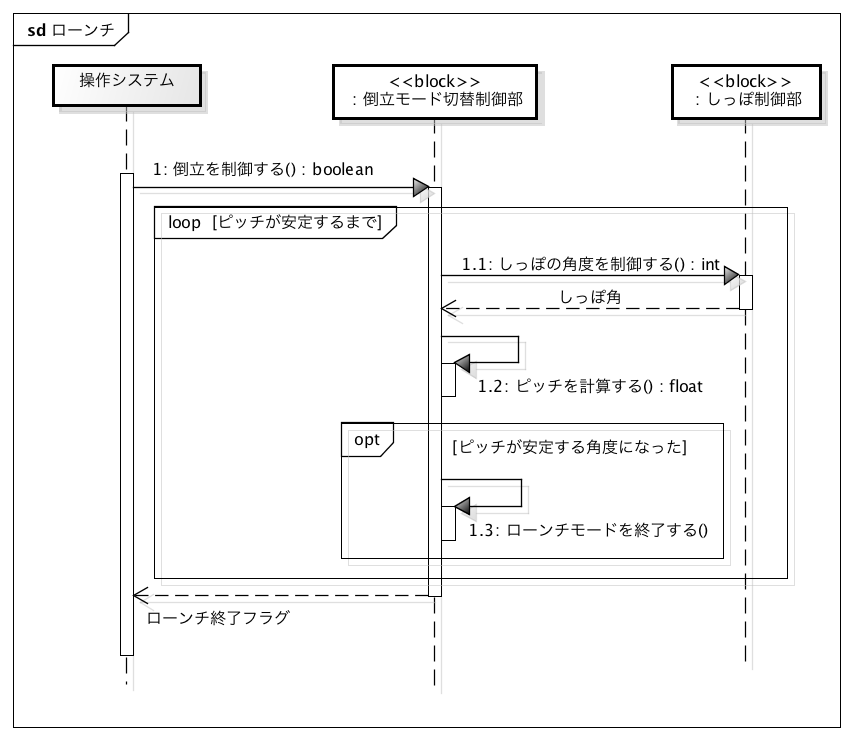 sd ローンチ
操作システム
<<block>>
: 倒立モード切替制御部
<<block>>
: しっぽ制御部
1: 倒立を制御する() : boolean
loop [ピッチが安定するまで]
1.1: しっぽの角度を制御する() : int
しっぽ角
1.2: ピッチを計算する() : float
opt
[ピッチが安定する角度になった]
1.3: ローンチモードを終了する()
ローンチ終了フラグ